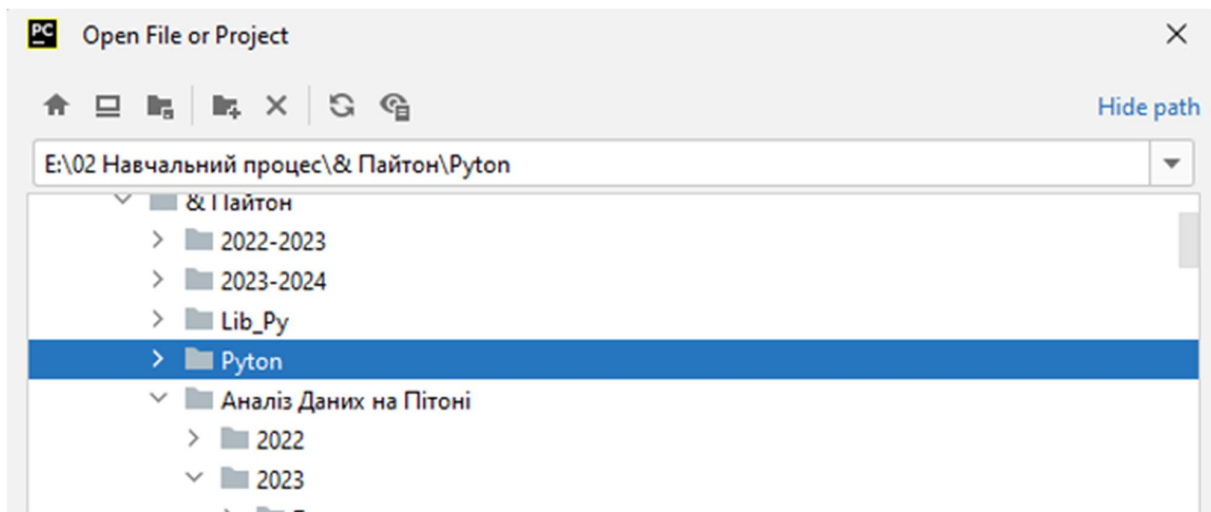 PC Open File or Project
Hide path
E:\02 Навчальний процес\& Пайтон\Pyton
& Пайтон
2022-2023
2023-2024
Lib_Py
Pyton
Аналіз Даних на Пітоні
2022
2023